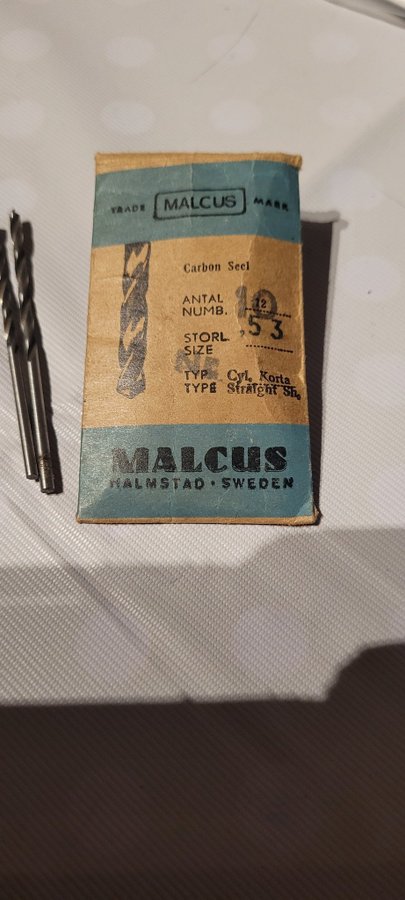 TRADE MALCUS MARK
Carbon Seel
ANTAL 10
NUMB. 12
STORL. ,53
SIZE
TYP Cyl. Korta
TYPE Straight Sh.
MALCUS
HALMSTAD · SWEDEN